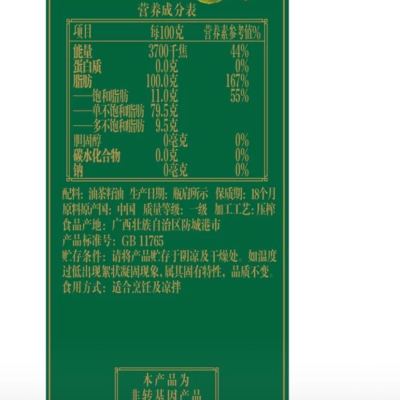 营养成分表
项目 每100克 营养素参考值%
能量 3700千焦 44%
蛋白质 0.0克 0%
脂肪 100.0克 167%
——饱和脂肪 11.0克 55%
——单不饱和脂肪 79.5克
——多不饱和脂肪 9.5克
胆固醇 0毫克 0%
碳水化合物 0克 0%
钠 0毫克 0%
配料: 油茶籽油 生产日期: 瓶肩所示 保质期: 18个月
原料原产国: 中国 质量等级: 一级 加工工艺: 压榨
食品产地: 广西壮族自治区防城港市
产品标准号: GB 11765
贮存条件: 请将产品贮存于阴凉及干燥处。如温度
过低出现絮状凝固现象, 属其固有特性, 品质不变。
食用方式: 适合烹饪及凉拌
本产品为
非转基因产品